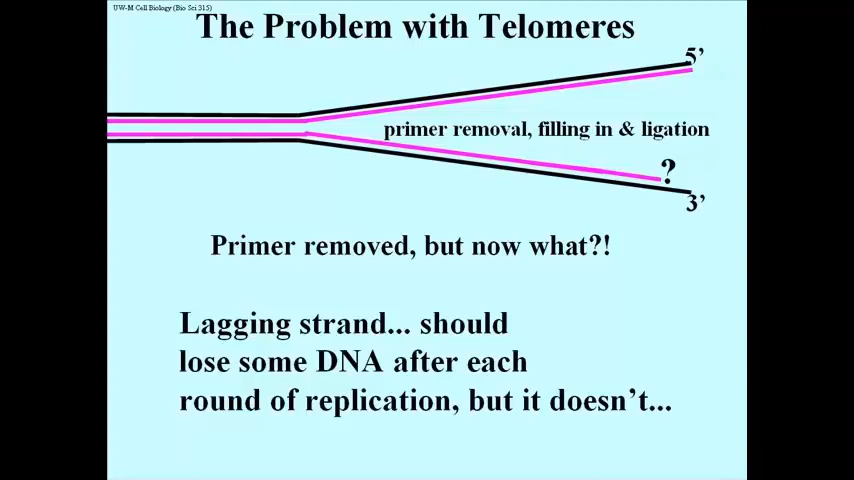 UW-M Cell Biology (Bio Sci 315)
The Problem with Telomeres
5’
primer removal, filling in & ligation
?
3’
Primer removed, but now what?!
Lagging strand... should
lose some DNA after each
round of replication, but it doesn’t...